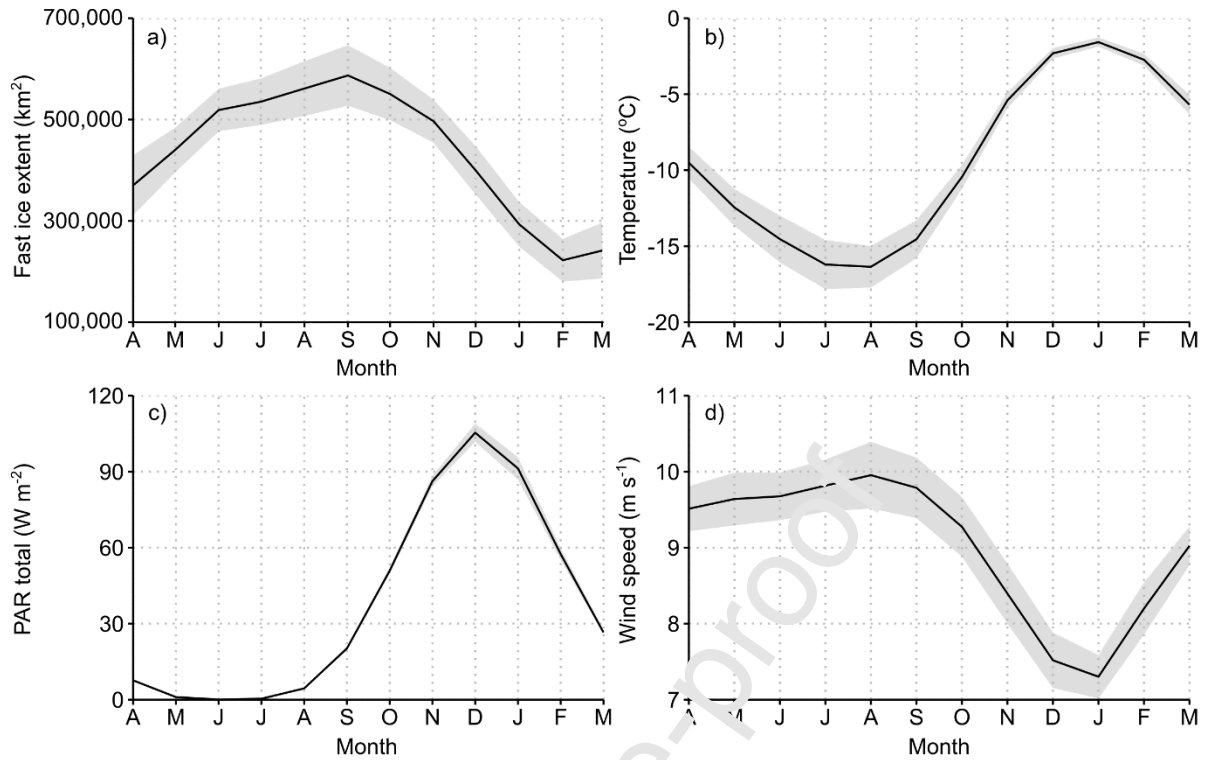 a)
700,000
500,000
300,000
100,000
Fast ice extent (km²)
A M J J A S O N D J F M
Month
b)
0
-5
-10
-15
-20
Temperature (°C)
A M J J A S O N D J F M
Month
c)
120
90
60
30
0
PAR total (W m⁻²)
A M J J A S O N D J F M
Month
d)
11
10
9
8
7
Wind speed (m s⁻¹)
A M J J A S O N D J F M
Month
e-proof